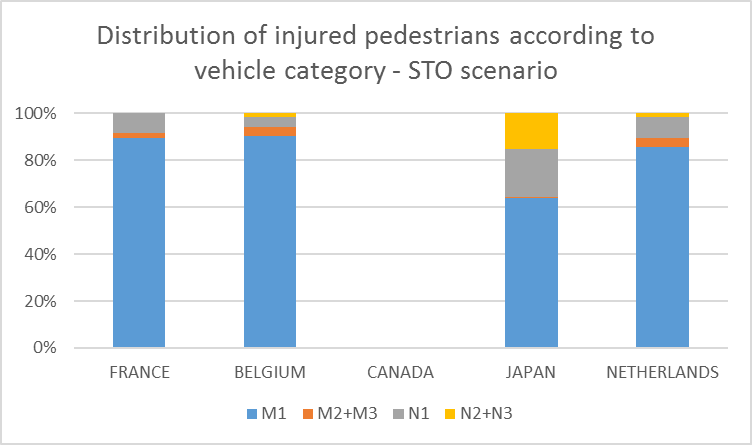 Distribution of injured pedestrians according to
vehicle category - STO scenario
100%
80%
60%
40%
20%
0%
FRANCE BELGIUM CANADA JAPAN NETHERLANDS
M1 M2+M3 N1 N2+N3